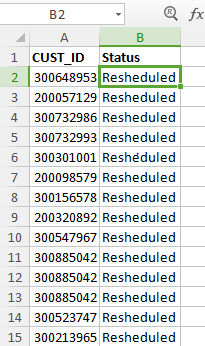 B2 fx
A B
1 CUST_ID Status
2 300648953 Resheduled
3 200057129 Resheduled
4 300732986 Resheduled
5 300732993 Resheduled
6 300301001 Resheduled
7 200098579 Resheduled
8 300156578 Resheduled
9 200320892 Resheduled
10 300547967 Resheduled
11 300885042 Resheduled
12 300885042 Resheduled
13 300885042 Resheduled
14 300523747 Resheduled
15 300213965 Resheduled